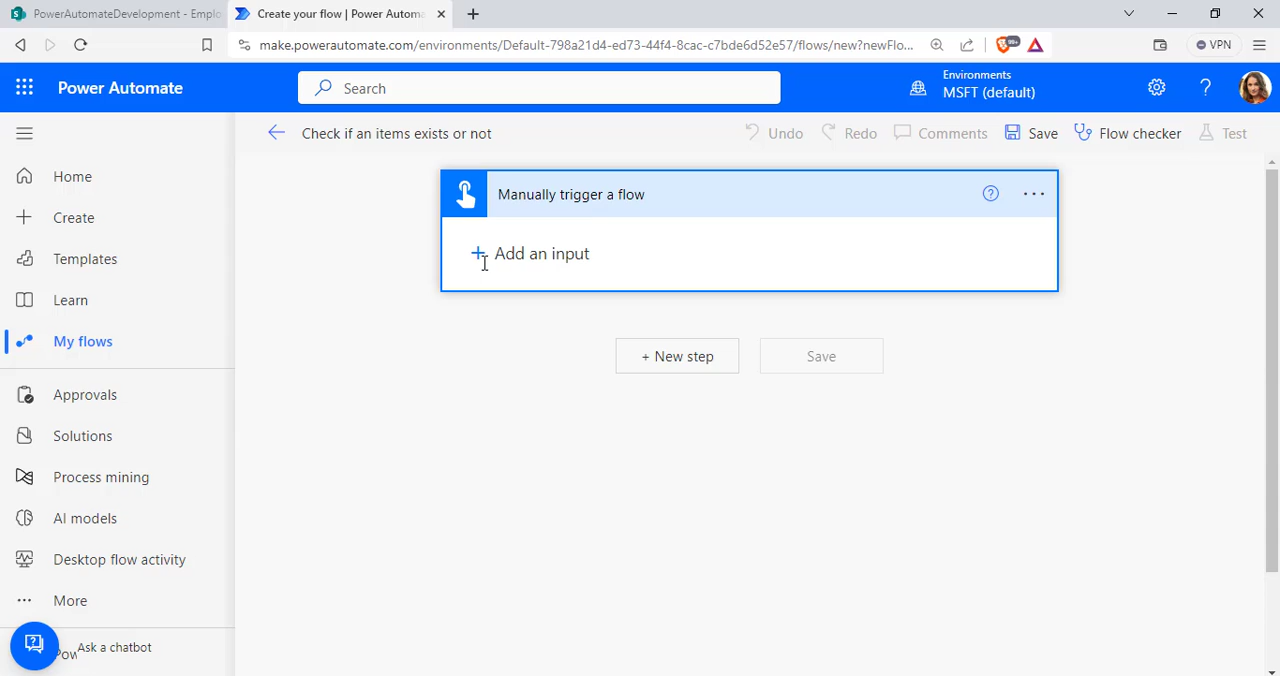 PowerAutomateDevelopment - Emplo
Create your flow | Power Automa
make.powerautomate.com/environments/Default-798a21d4-ed73-44f4-8cac-c7bde6d52e57/flows/new?newFlo...
99+
VPN
Power Automate
Search
Environments
MSFT (default)
Check if an items exists or not
Undo
Redo
Comments
Save
Flow checker
Test
Home
Create
Templates
Learn
My flows
Approvals
Solutions
Process mining
AI models
Desktop flow activity
More
Pow
Ask a chatbot
Manually trigger a flow
Add an input
+ New step
Save